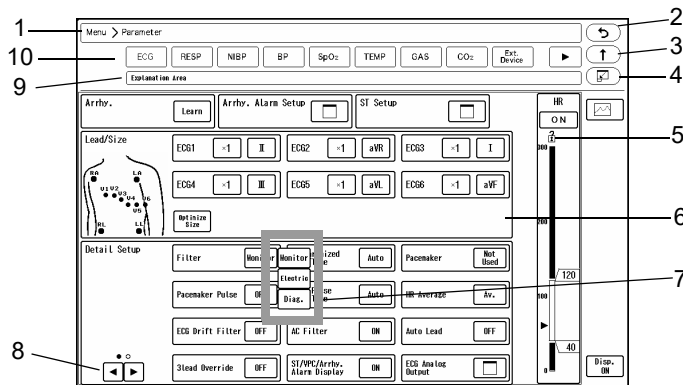 1
2
3
4
5
6
7
8
9
10
Menu > Parameter
ECG RESP NIBP BP SpO2 TEMP GAS CO2 Ext. Device ▶
Explanation Area
Arrhy. Learn
Arrhy. Alarm Setup
ST Setup
HR
ON
Lead/Size
ECG1 ×1 Ⅱ
ECG2 ×1 aVR
ECG3 ×1 Ⅰ
ECG4 ×1 Ⅲ
ECG5 ×1 aVL
ECG6 ×1 aVF
RA LA
V1 V2 V3 V4 V5 V6
RL LL
Optimize Size
300
200
100
0
120
40
Detail Setup
Filter
Monitor
Electric
Diag.
Auto
Pacemaker Not Used
Pacemaker Pulse
Auto
HR Average Av.
ECG Drift Filter OFF
AC Filter ON
Auto Lead OFF
3lead Override OFF
ST/VPC/Arrhy. Alarm Display ON
ECG Analog Output
Disp. ON